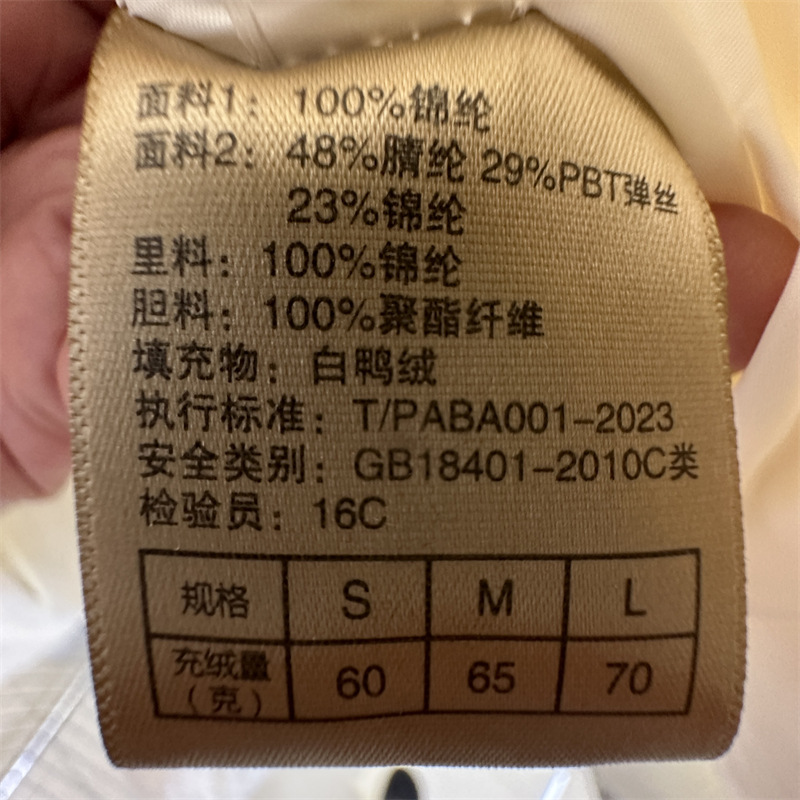 面料1: 100%锦纶
面料2: 48%腈纶 29%PBT弹丝
23%锦纶
里料: 100%锦纶
胆料: 100%聚酯纤维
填充物: 白鸭绒
执行标准: T/PABA001-2023
安全类别: GB18401-2010C类
检验员: 16C
规格 S M L
充绒量
(克) 60 65 70